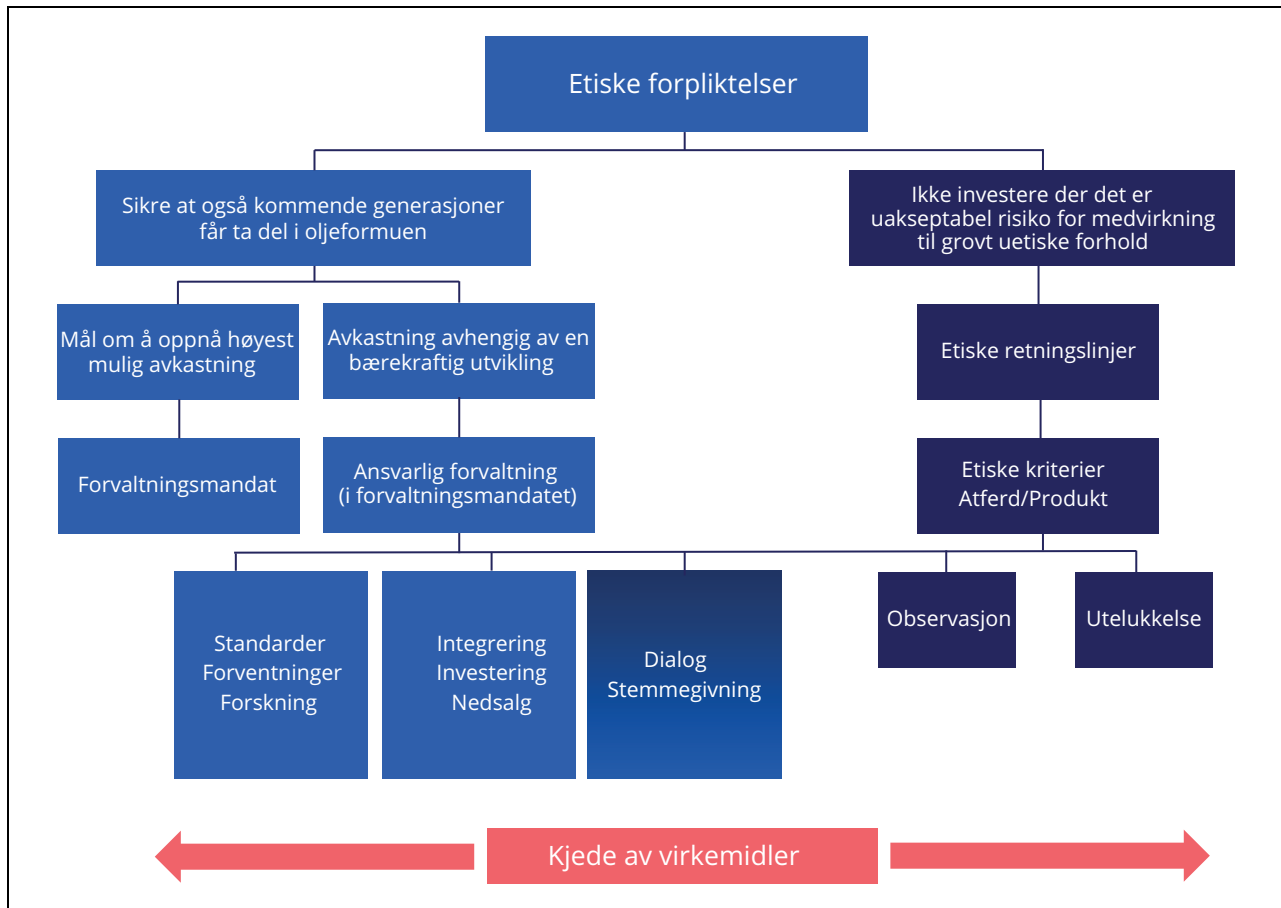 Etiske forpliktelser
Sikre at også kommende generasjoner
får ta del i oljeformuen
Ikke investere der det er
uakseptabel risiko for medvirkning
til grovt uetiske forhold
Mål om å oppnå høyest
mulig avkastning
Avkastning avhengig av en
bærekraftig utvikling
Etiske retningslinjer
Forvaltningsmandat
Ansvarlig forvaltning
(i forvaltningsmandatet)
Etiske kriterier
Atferd/Produkt
Standarder
Forventninger
Forskning
Integrering
Investering
Nedsalg
Dialog
Stemmegivning
Observasjon
Utelukkelse
Kjede av virkemidler